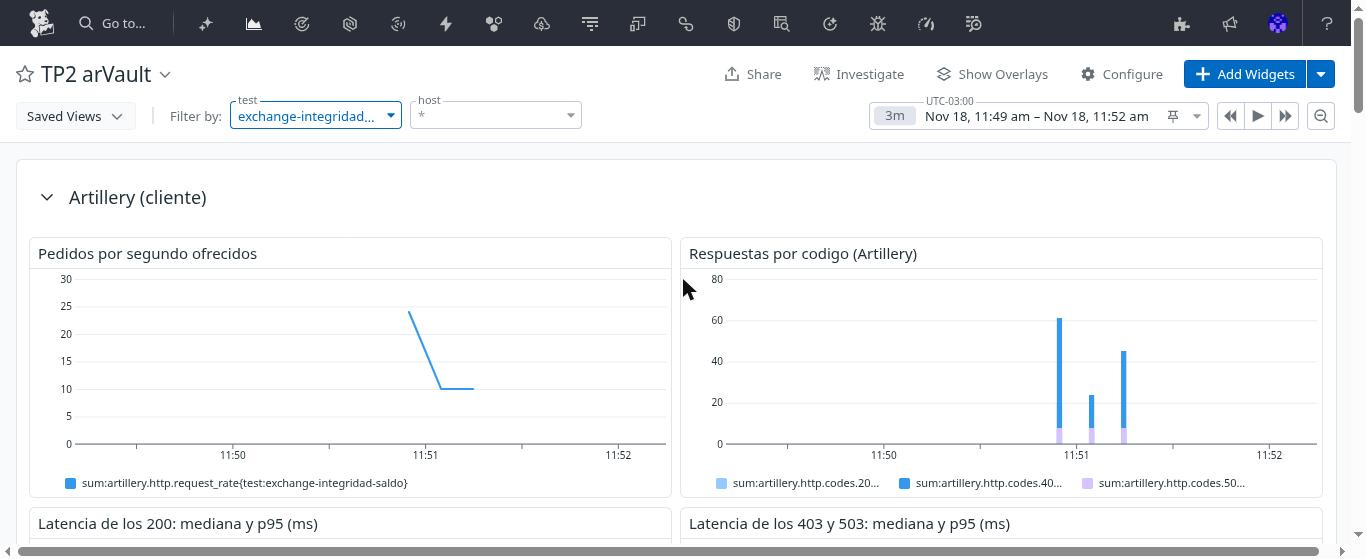 Go to...
TP2 arVault
Share
Investigate
Show Overlays
Configure
Add Widgets
Saved Views
Filter by:
test
exchange-integridad...
host
*
UTC-03:00
3m
Nov 18, 11:49 am – Nov 18, 11:52 am
Artillery (cliente)
Pedidos por segundo ofrecidos
30
25
20
15
10
5
0
11:50
11:51
11:52
sum:artillery.http.request_rate{test:exchange-integridad-saldo}
Respuestas por codigo (Artillery)
80
60
40
20
0
11:50
11:51
11:52
sum:artillery.http.codes.20...
sum:artillery.http.codes.40...
sum:artillery.http.codes.50...
Latencia de los 200: mediana y p95 (ms)
Latencia de los 403 y 503: mediana y p95 (ms)